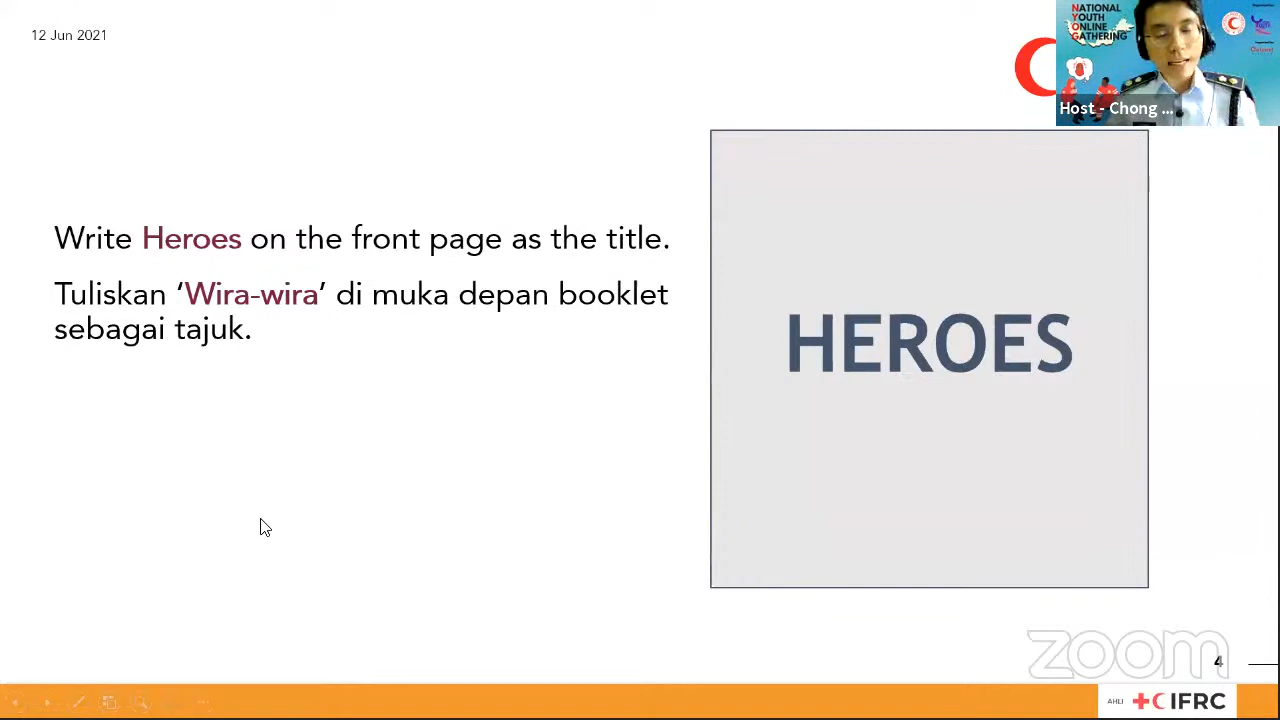 12 Jun 2021
NATIONAL
YOUTH
ONLINE
GATHERING
Host - Chong ...
Write Heroes on the front page as the title.
Tuliskan ‘Wira-wira’ di muka depan booklet
sebagai tajuk.
HEROES
zoom
4
AHLI
IFRC